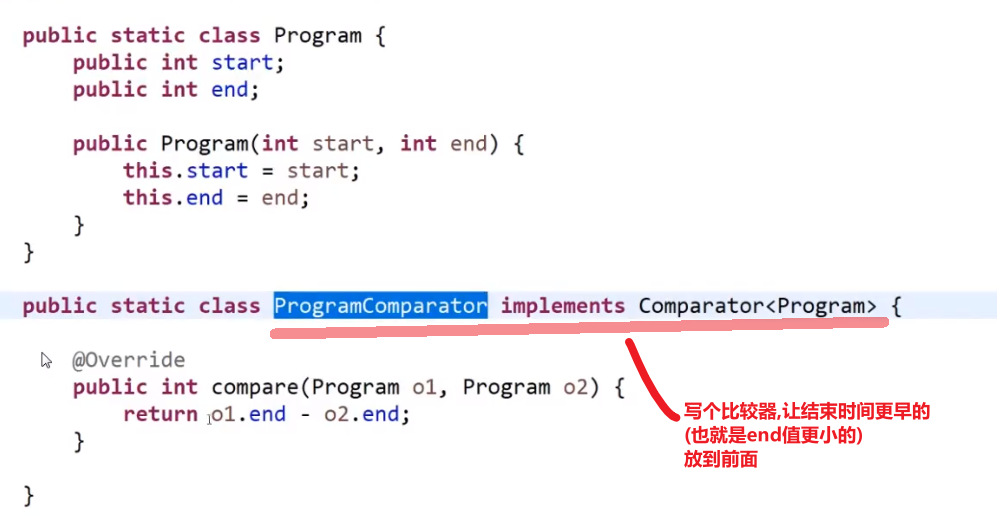 public static class Program {
public int start;
public int end;
public Program(int start, int end) {
this.start = start;
this.end = end;
}
}
public static class ProgramComparator implements Comparator<Program> {
@Override
public int compare(Program o1, Program o2) {
return o1.end - o2.end;
}
}
写个比较器,让结束时间更早的
(也就是end值更小的)
放到前面